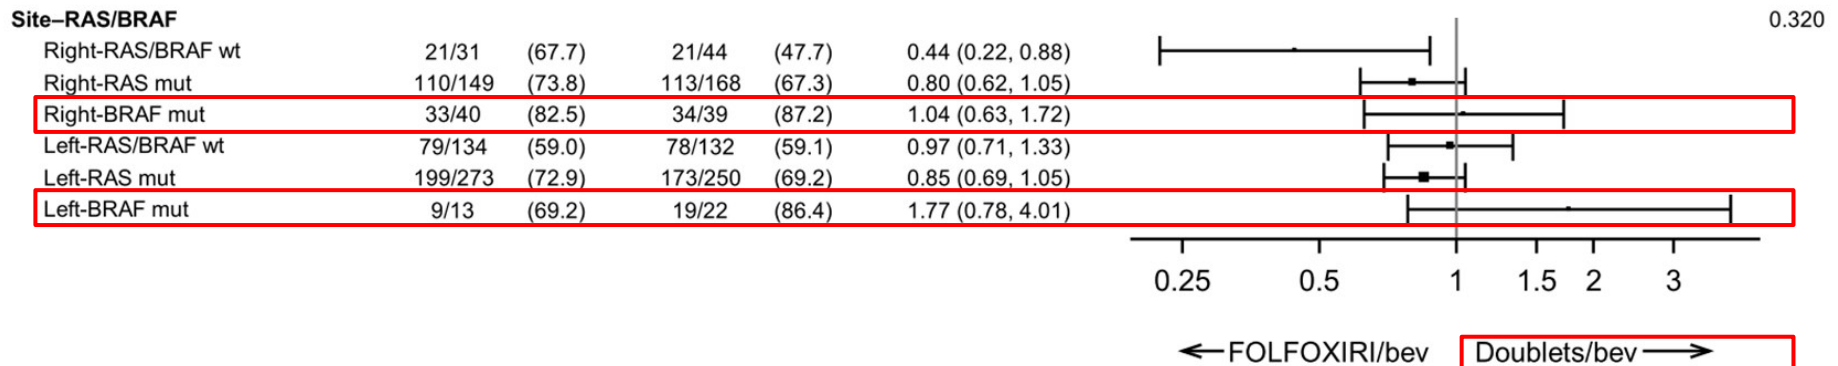 Site–RAS/BRAF 0.320
Right-RAS/BRAF wt 21/31 (67.7) 21/44 (47.7) 0.44 (0.22, 0.88)
Right-RAS mut 110/149 (73.8) 113/168 (67.3) 0.80 (0.62, 1.05)
Right-BRAF mut 33/40 (82.5) 34/39 (87.2) 1.04 (0.63, 1.72)
Left-RAS/BRAF wt 79/134 (59.0) 78/132 (59.1) 0.97 (0.71, 1.33)
Left-RAS mut 199/273 (72.9) 173/250 (69.2) 0.85 (0.69, 1.05)
Left-BRAF mut 9/13 (69.2) 19/22 (86.4) 1.77 (0.78, 4.01)
0.25 0.5 1 1.5 2 3
←FOLFOXIRI/bev Doublets/bev→